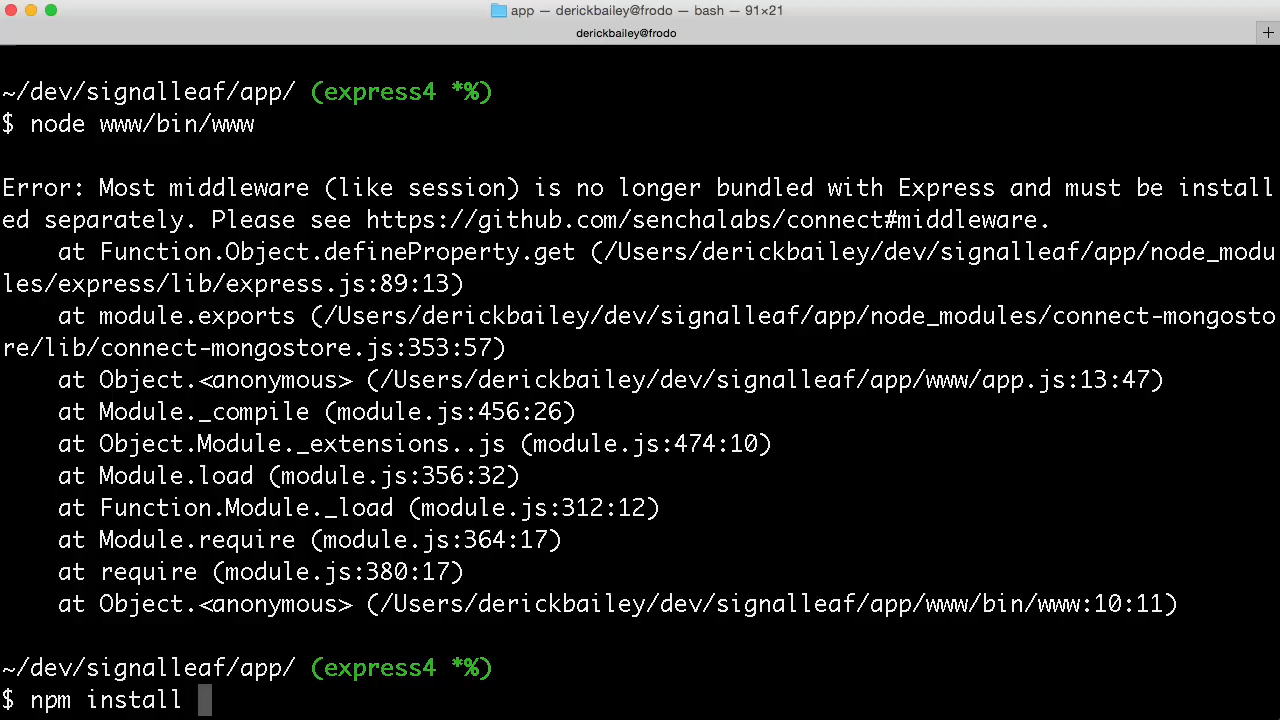 app — derickbailey@frodo — bash — 91×21
derickbailey@frodo
~/dev/signalleaf/app/ (express4 *%)
$ node www/bin/www
Error: Most middleware (like session) is no longer bundled with Express and must be install
ed separately. Please see https://github.com/senchalabs/connect#middleware.
    at Function.Object.defineProperty.get (/Users/derickbailey/dev/signalleaf/app/node_modu
les/express/lib/express.js:89:13)
    at module.exports (/Users/derickbailey/dev/signalleaf/app/node_modules/connect-mongosto
re/lib/connect-mongostore.js:353:57)
    at Object.<anonymous> (/Users/derickbailey/dev/signalleaf/app/www/app.js:13:47)
    at Module._compile (module.js:456:26)
    at Object.Module._extensions..js (module.js:474:10)
    at Module.load (module.js:356:32)
    at Function.Module._load (module.js:312:12)
    at Module.require (module.js:364:17)
    at require (module.js:380:17)
    at Object.<anonymous> (/Users/derickbailey/dev/signalleaf/app/www/bin/www:10:11)
~/dev/signalleaf/app/ (express4 *%)
$ npm install